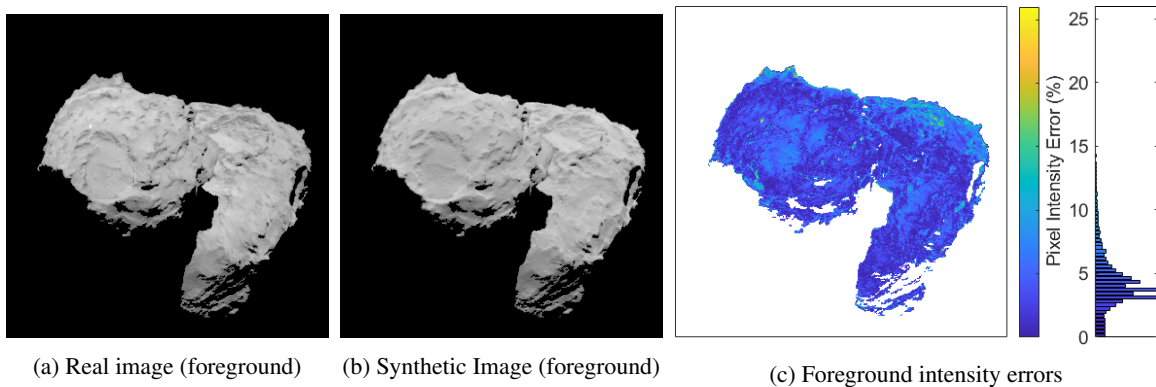 25
20
15
10
5
0
Pixel Intensity Error (%)
(a) Real image (foreground)
(b) Synthetic Image (foreground)
(c) Foreground intensity errors